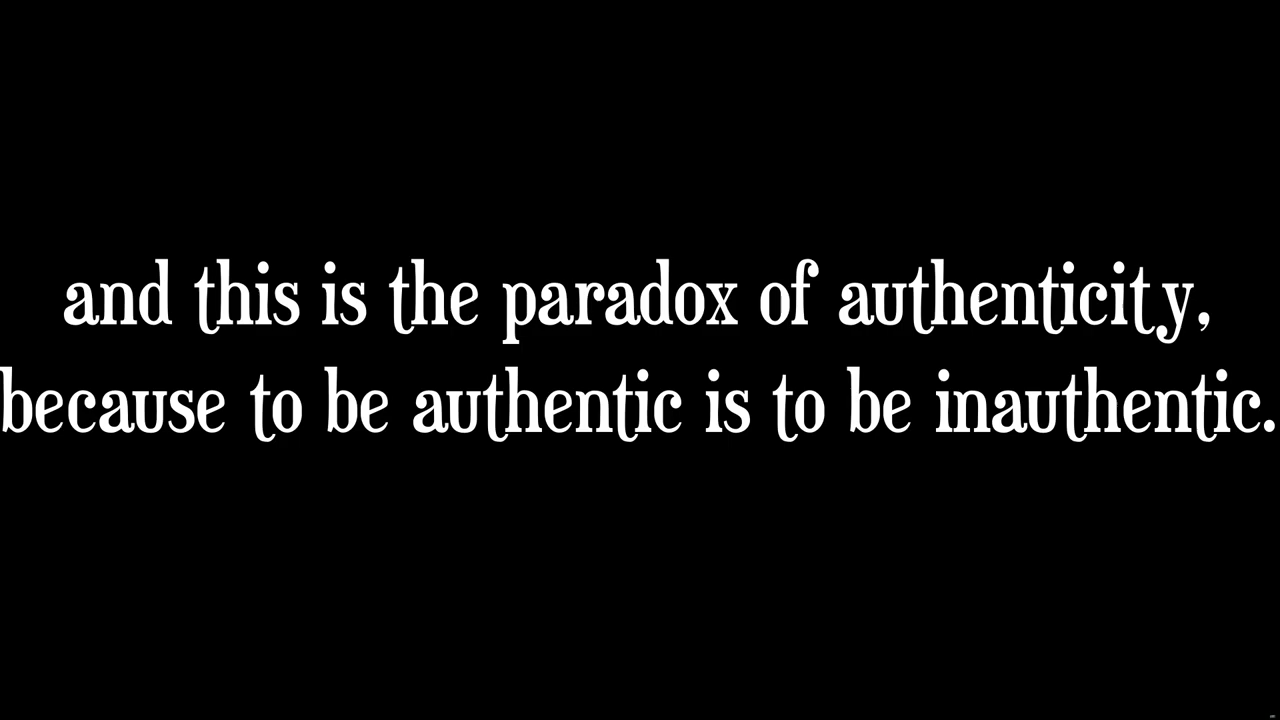 and this is the paradox of authenticity,
because to be authentic is to be inauthentic.